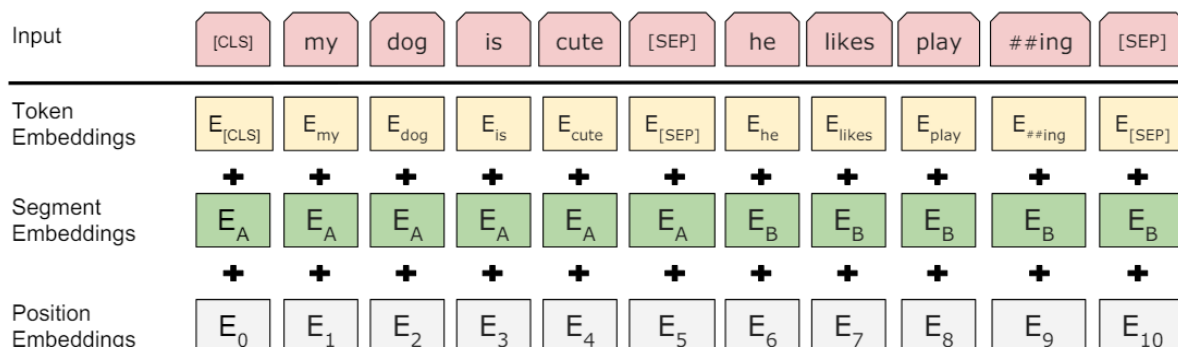 Input [CLS] my dog is cute [SEP] he likes play ##ing [SEP]
Token Embeddings E[CLS] Emy Edog Eis Ecute E[SEP] Ehe Elikes Eplay E##ing E[SEP]
+ + + + + + + + + + +
Segment Embeddings EA EA EA EA EA EA EB EB EB EB EB
+ + + + + + + + + + +
Position Embeddings E0 E1 E2 E3 E4 E5 E6 E7 E8 E9 E10